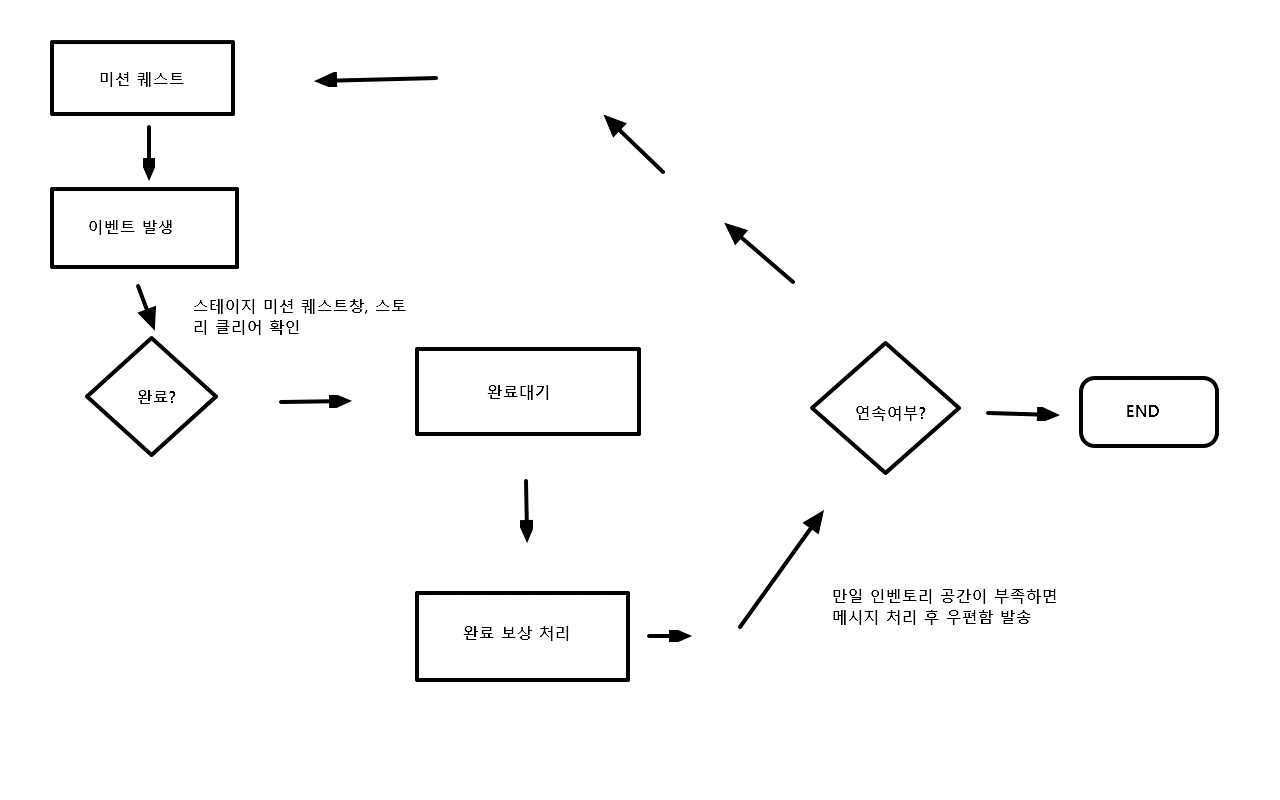 미션 퀘스트
이벤트 발생
스테이지 미션 퀘스트창, 스토
리 클리어 확인
완료?
완료대기
완료 보상 처리
연속여부?
END
만일 인벤토리 공간이 부족하면
메시지 처리 후 우편함 발송